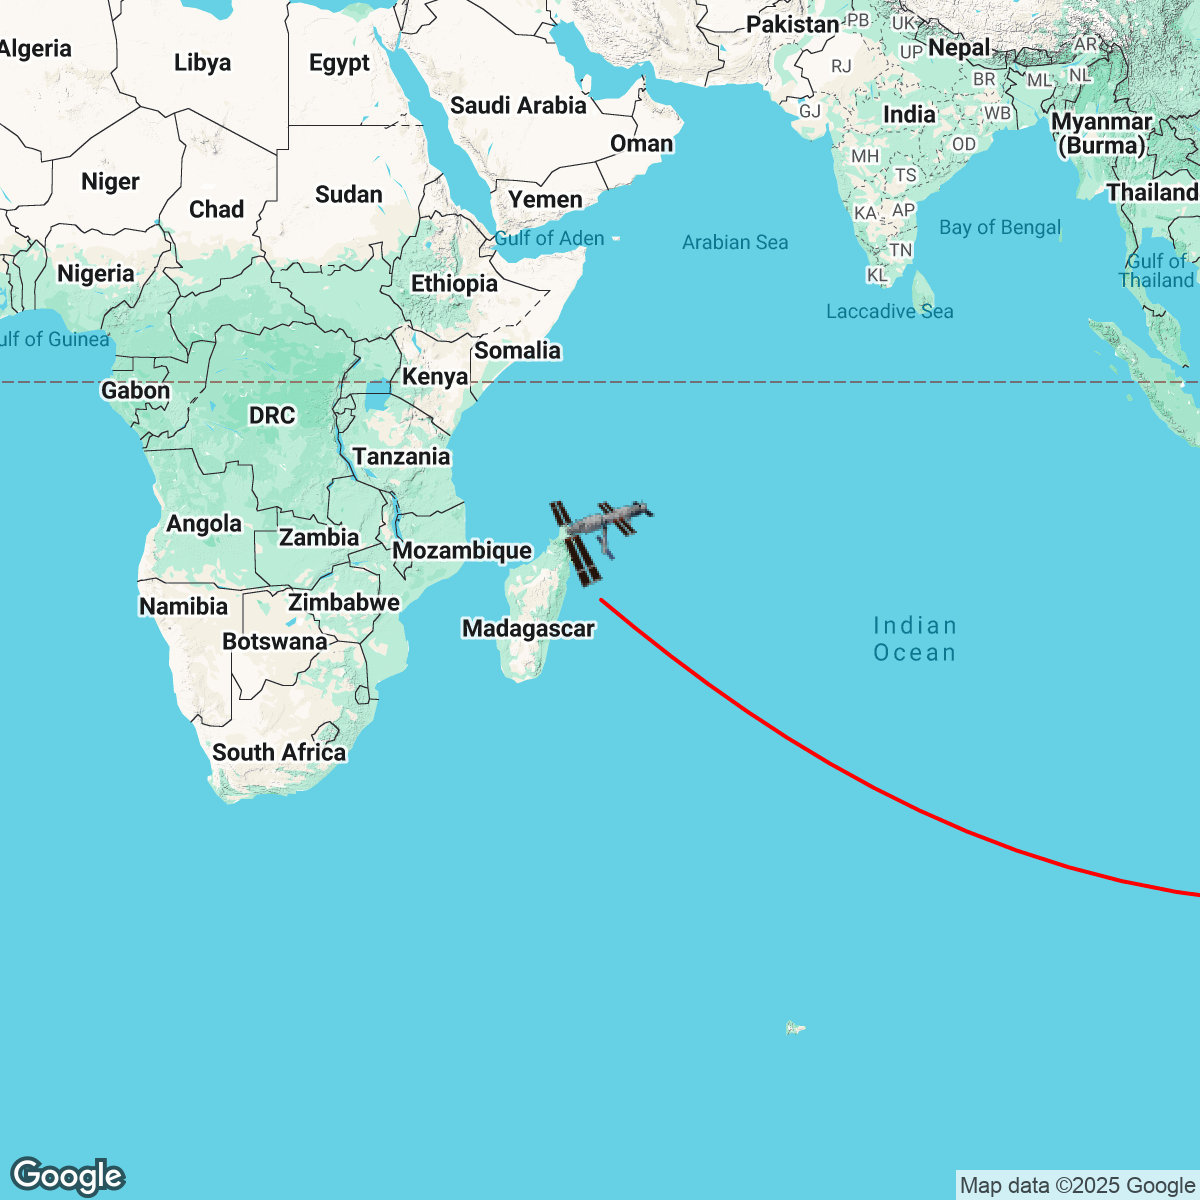 Pakistan
PB
UK
Algeria
Libya
Egypt
UP
Nepal
AR
RJ
BR
ML
NL
Saudi Arabia
GJ
India
WB
Myanmar
(Burma)
Oman
MH
OD
Niger
TS
Sudan
Yemen
Thailand
Chad
KA
AP
Gulf of Aden
Arabian Sea
Bay of Bengal
TN
Nigeria
KL
Gulf of
Thailand
Ethiopia
Laccadive Sea
ulf of Guinea
Somalia
Kenya
Gabon
DRC
Tanzania
Angola
Zambia
Mozambique
Namibia
Zimbabwe
Madagascar
Indian
Ocean
Botswana
South Africa
Google
Map data ©2025 Google